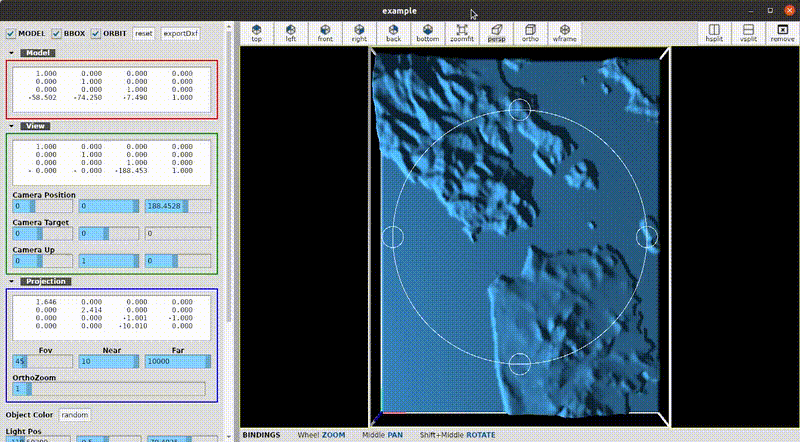 example
MODEL BBOX ORBIT reset exportDxf
top left front right back bottom zoomfit persp ortho wframe hsplit vsplit remove
Model
1.000 0.000 0.000 0.000
0.000 1.000 0.000 0.000
0.000 0.000 1.000 0.000
-58.502 -74.250 -7.490 1.000
View
1.000 0.000 0.000 0.000
0.000 1.000 0.000 0.000
0.000 0.000 1.000 0.000
- 0.000 - 0.000 -188.453 1.000
Camera Position
0 0 188.4528
Camera Target
0 0 0
Camera Up
0 1 0
Projection
1.646 0.000 0.000 0.000
0.000 2.414 0.000 0.000
0.000 0.000 -1.001 -1.000
0.000 0.000 -10.010 0.000
Fov Near Far
45 10 10000
OrthoZoom
1
Object Color random
Light Pos
BINDINGS Wheel ZOOM Middle PAN Shift+Middle ROTATE